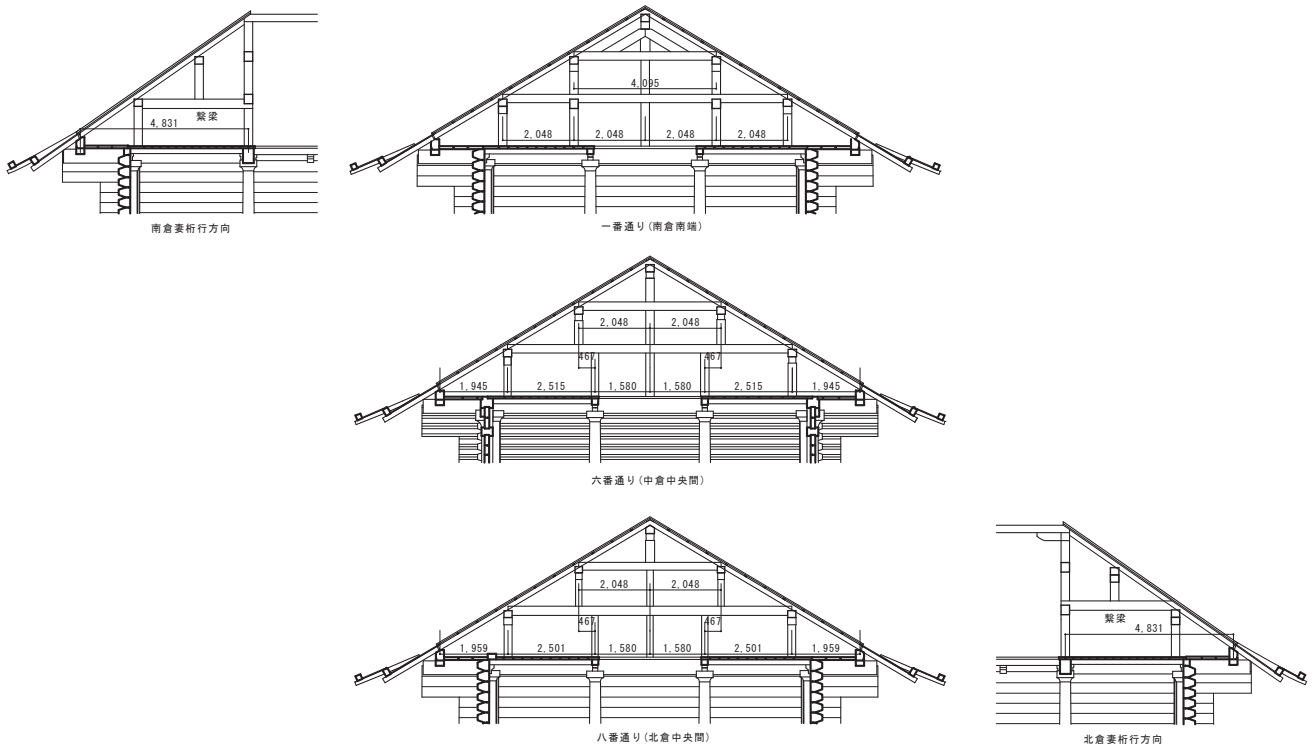 繋梁
4,831
南倉妻桁行方向
4,095
2,048 2,048 2,048 2,048
一番通り(南倉南端)
2,048 2,048
467 467
1,945 2,515 1,580 1,580 2,515 1,945
六番通り(中倉中央間)
2,048 2,048
467 467
1,959 2,501 1,580 1,580 2,501 1,959
八番通り(北倉中央間)
繋梁
4,831
北倉妻桁行方向